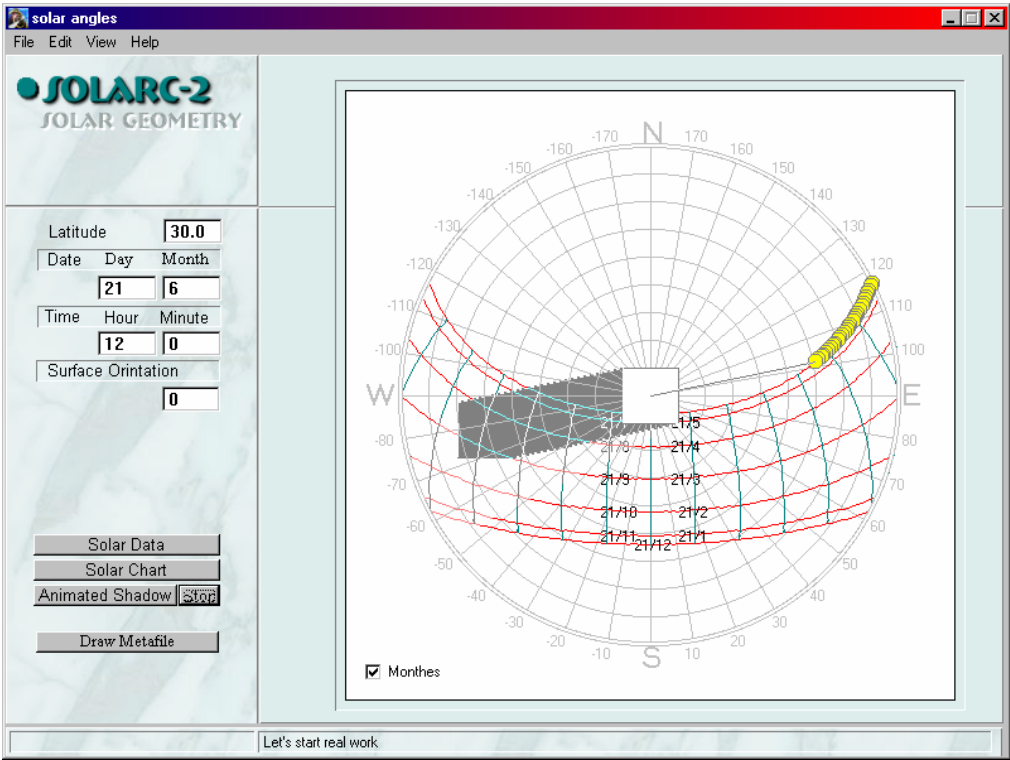 solar angles
File Edit View Help
SOLARC-2
SOLAR GEOMETRY
Latitude 30.0
Date Day Month
21 6
Time Hour Minute
12 0
Surface Orintation
0
Solar Data
Solar Chart
Animated Shadow Stop
Draw Metafile
N
-170 170
-160 160
-150 150
-140 140
-130 130
-120 120
-110 110
-100 100
W E
21/5
-80 21/8 21/4 80
-70 21/9 21/3 70
21/10 21/2
-60 60
21/11 21/1
21/12
-50 50
-40 40
-30 30
-20 20
-10 S 10
Monthes
Let's start real work